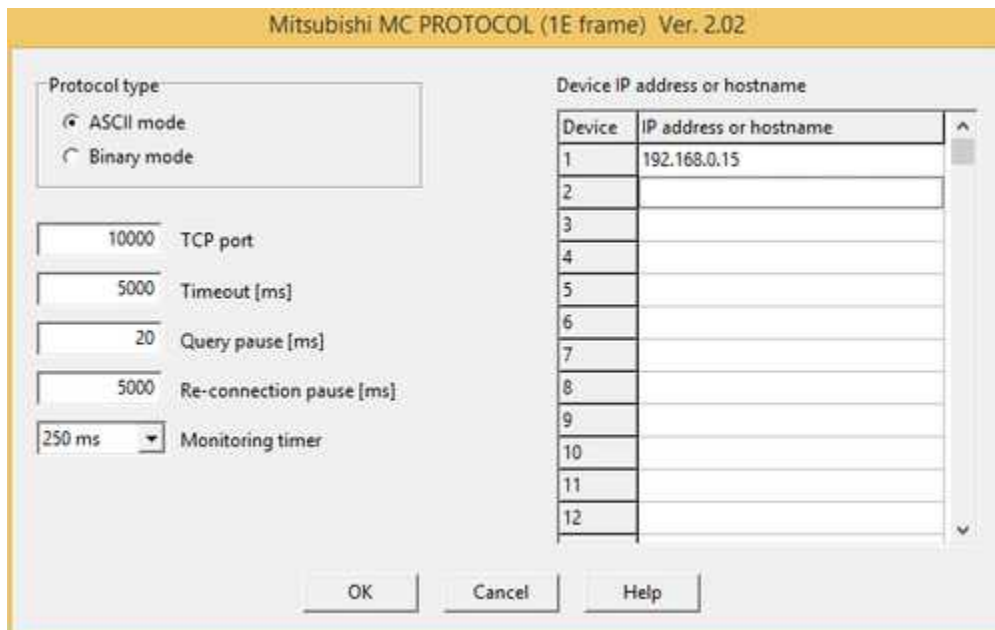 Mitsubishi MC PROTOCOL (1E frame) Ver. 2.02
Protocol type
ASCII mode
Binary mode
10000 TCP port
5000 Timeout [ms]
20 Query pause [ms]
5000 Re-connection pause [ms]
250 ms Monitoring timer
Device IP address or hostname
Device IP address or hostname
1 192.168.0.15
2
3
4
5
6
7
8
9
10
11
12
OK Cancel Help